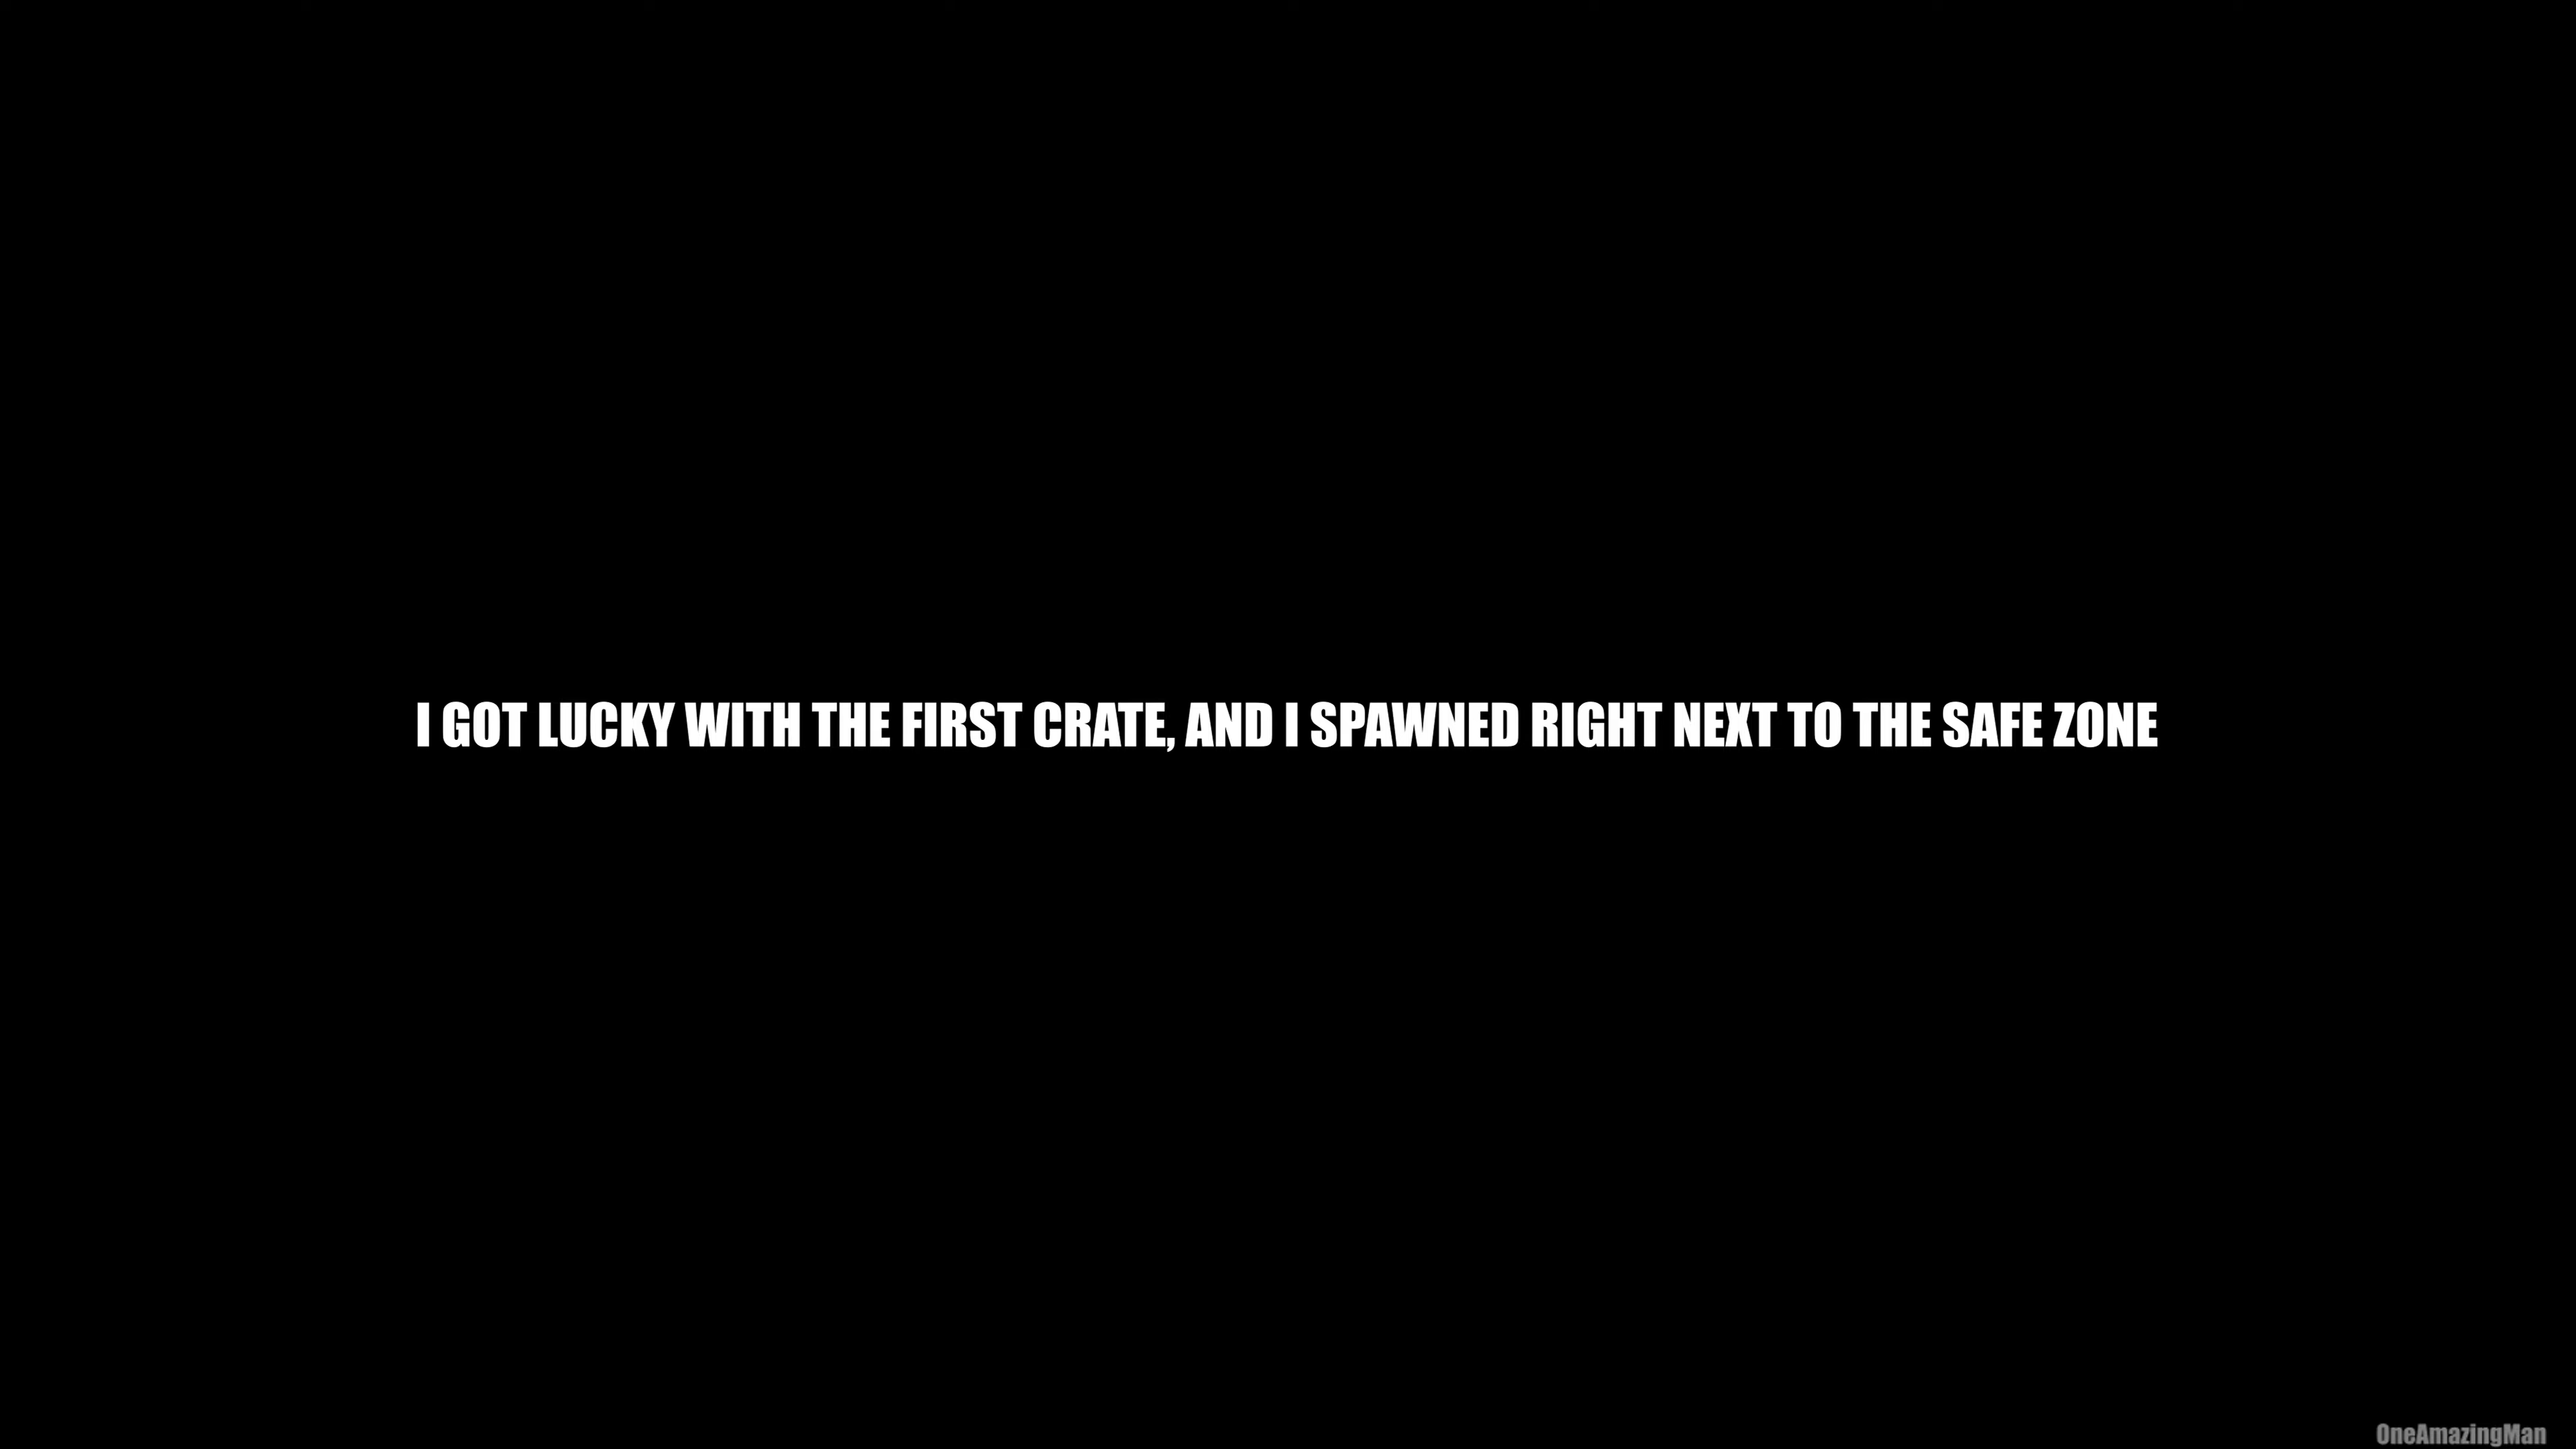 I GOT LUCKY WITH THE FIRST CRATE, AND I SPAWNED RIGHT NEXT TO THE SAFE ZONE
OneAmazingMan